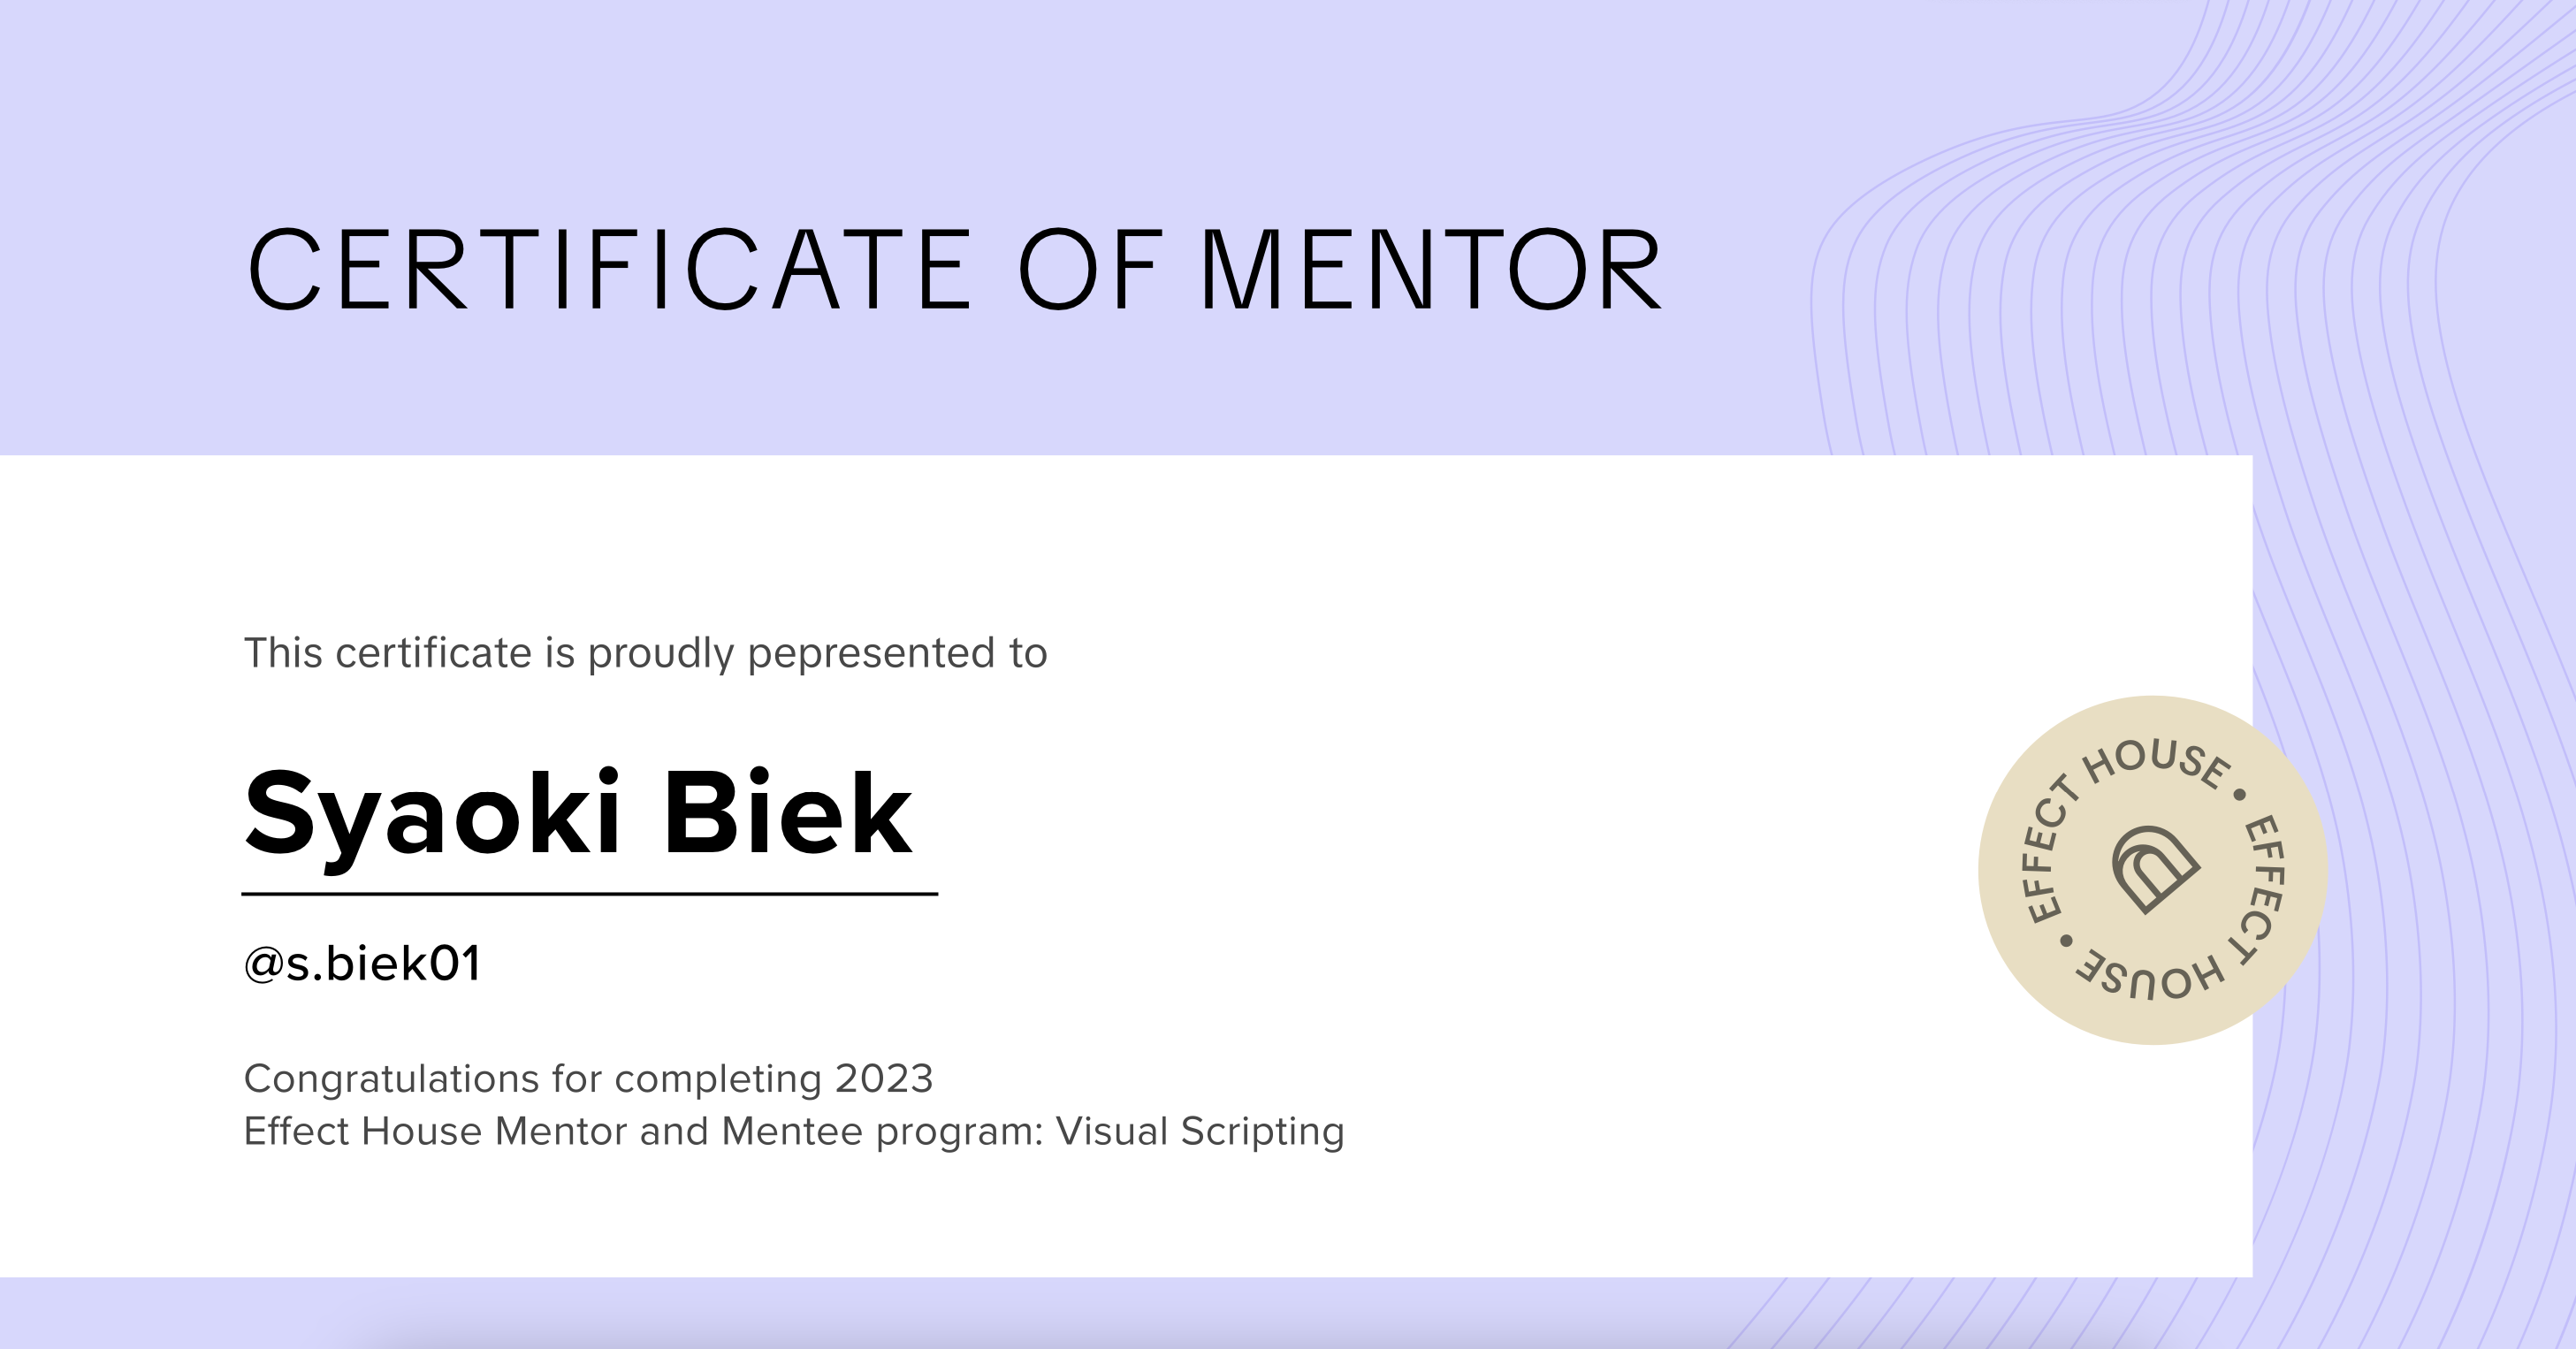 CERTIFICATE OF MENTOR
This certificate is proudly pepresented to
Syaoki Biek
@s.biek01
EFFECT HOUSE • EFFECT HOUSE •
Congratulations for completing 2023
Effect House Mentor and Mentee program: Visual Scripting